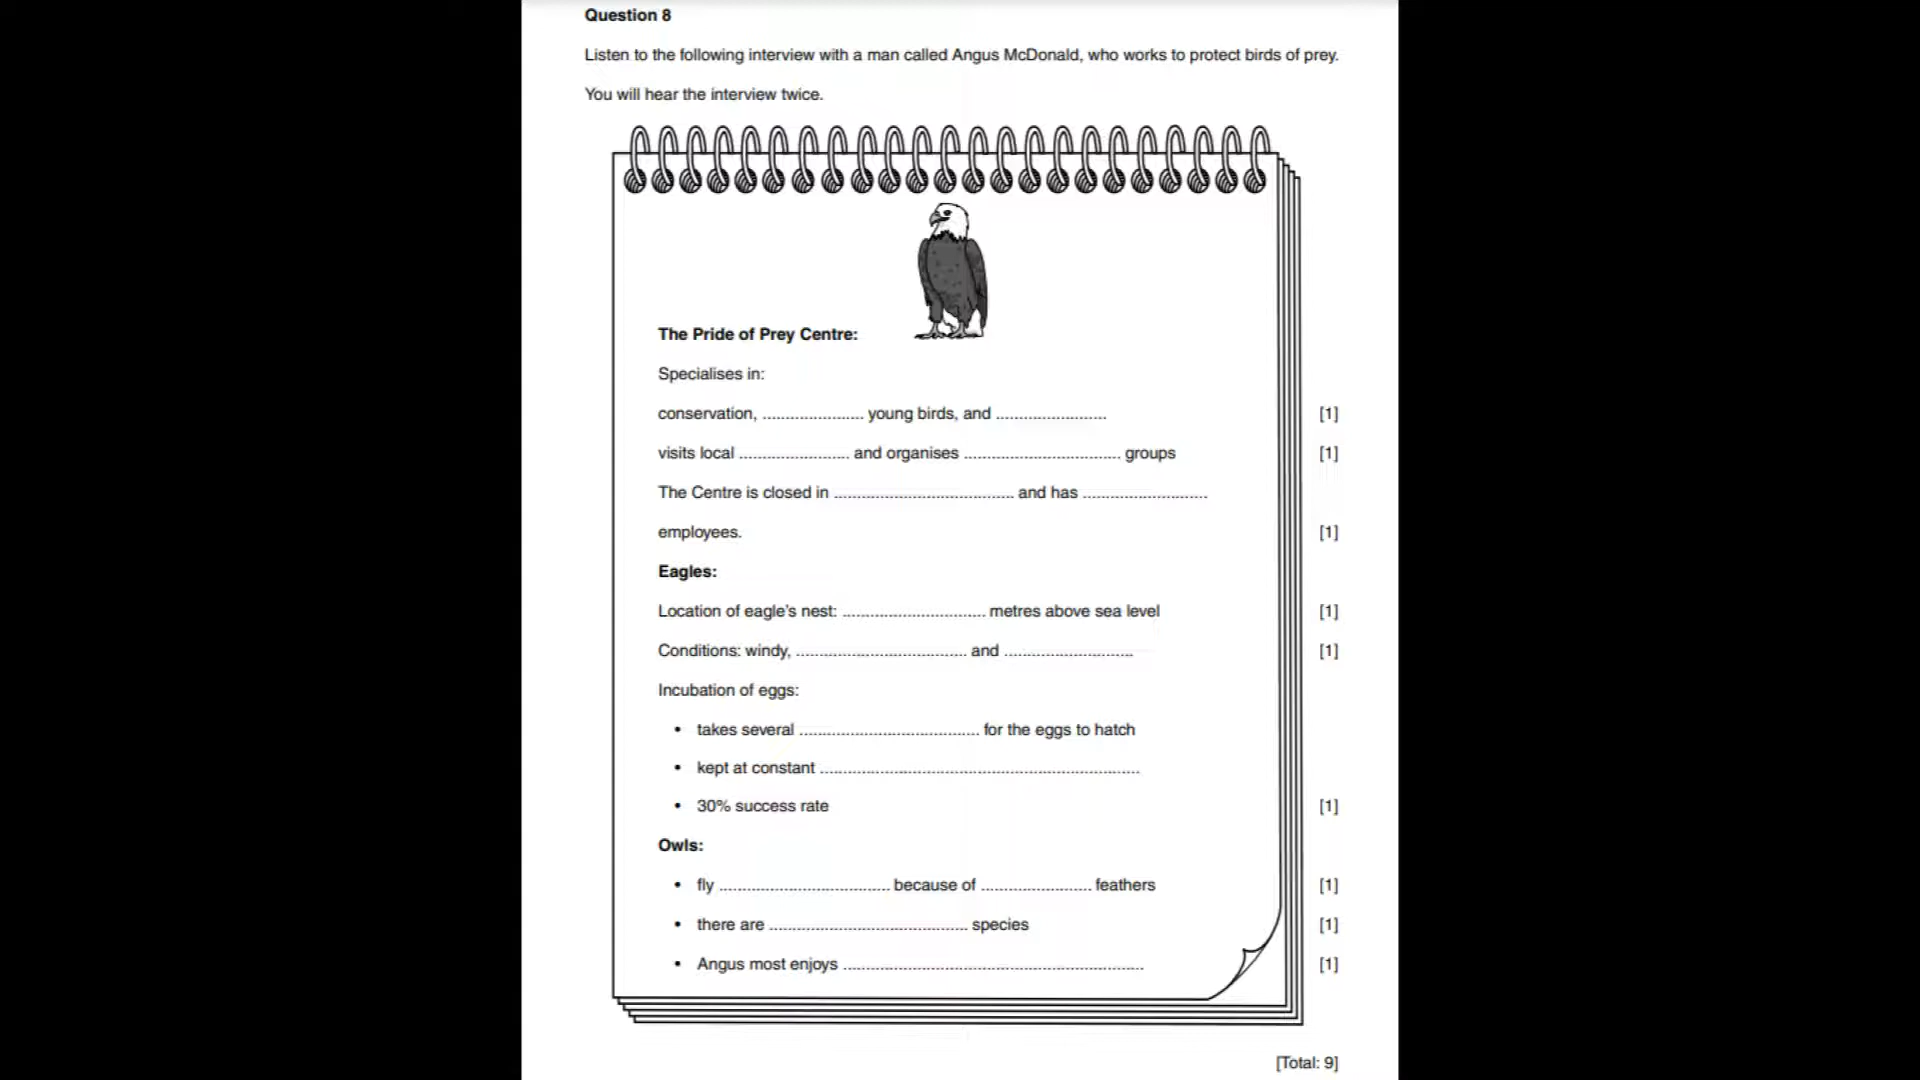 Question 8
Listen to the following interview with a man called Angus McDonald, who works to protect birds of prey.
You will hear the interview twice.
The Pride of Prey Centre:
Specialises in:
conservation, ...................... young birds, and ........................ [1]
visits local ........................ and organises .................................. groups [1]
The Centre is closed in ....................................... and has ...........................
employees. [1]
Eagles:
Location of eagle's nest: ............................... metres above sea level [1]
Conditions: windy, ..................................... and ............................ [1]
Incubation of eggs:
• takes several ....................................... for the eggs to hatch
• kept at constant .....................................................................
• 30% success rate [1]
Owls:
• fly ..................................... because of ........................ feathers [1]
• there are ........................................... species [1]
• Angus most enjoys ................................................................. [1]
[Total: 9]